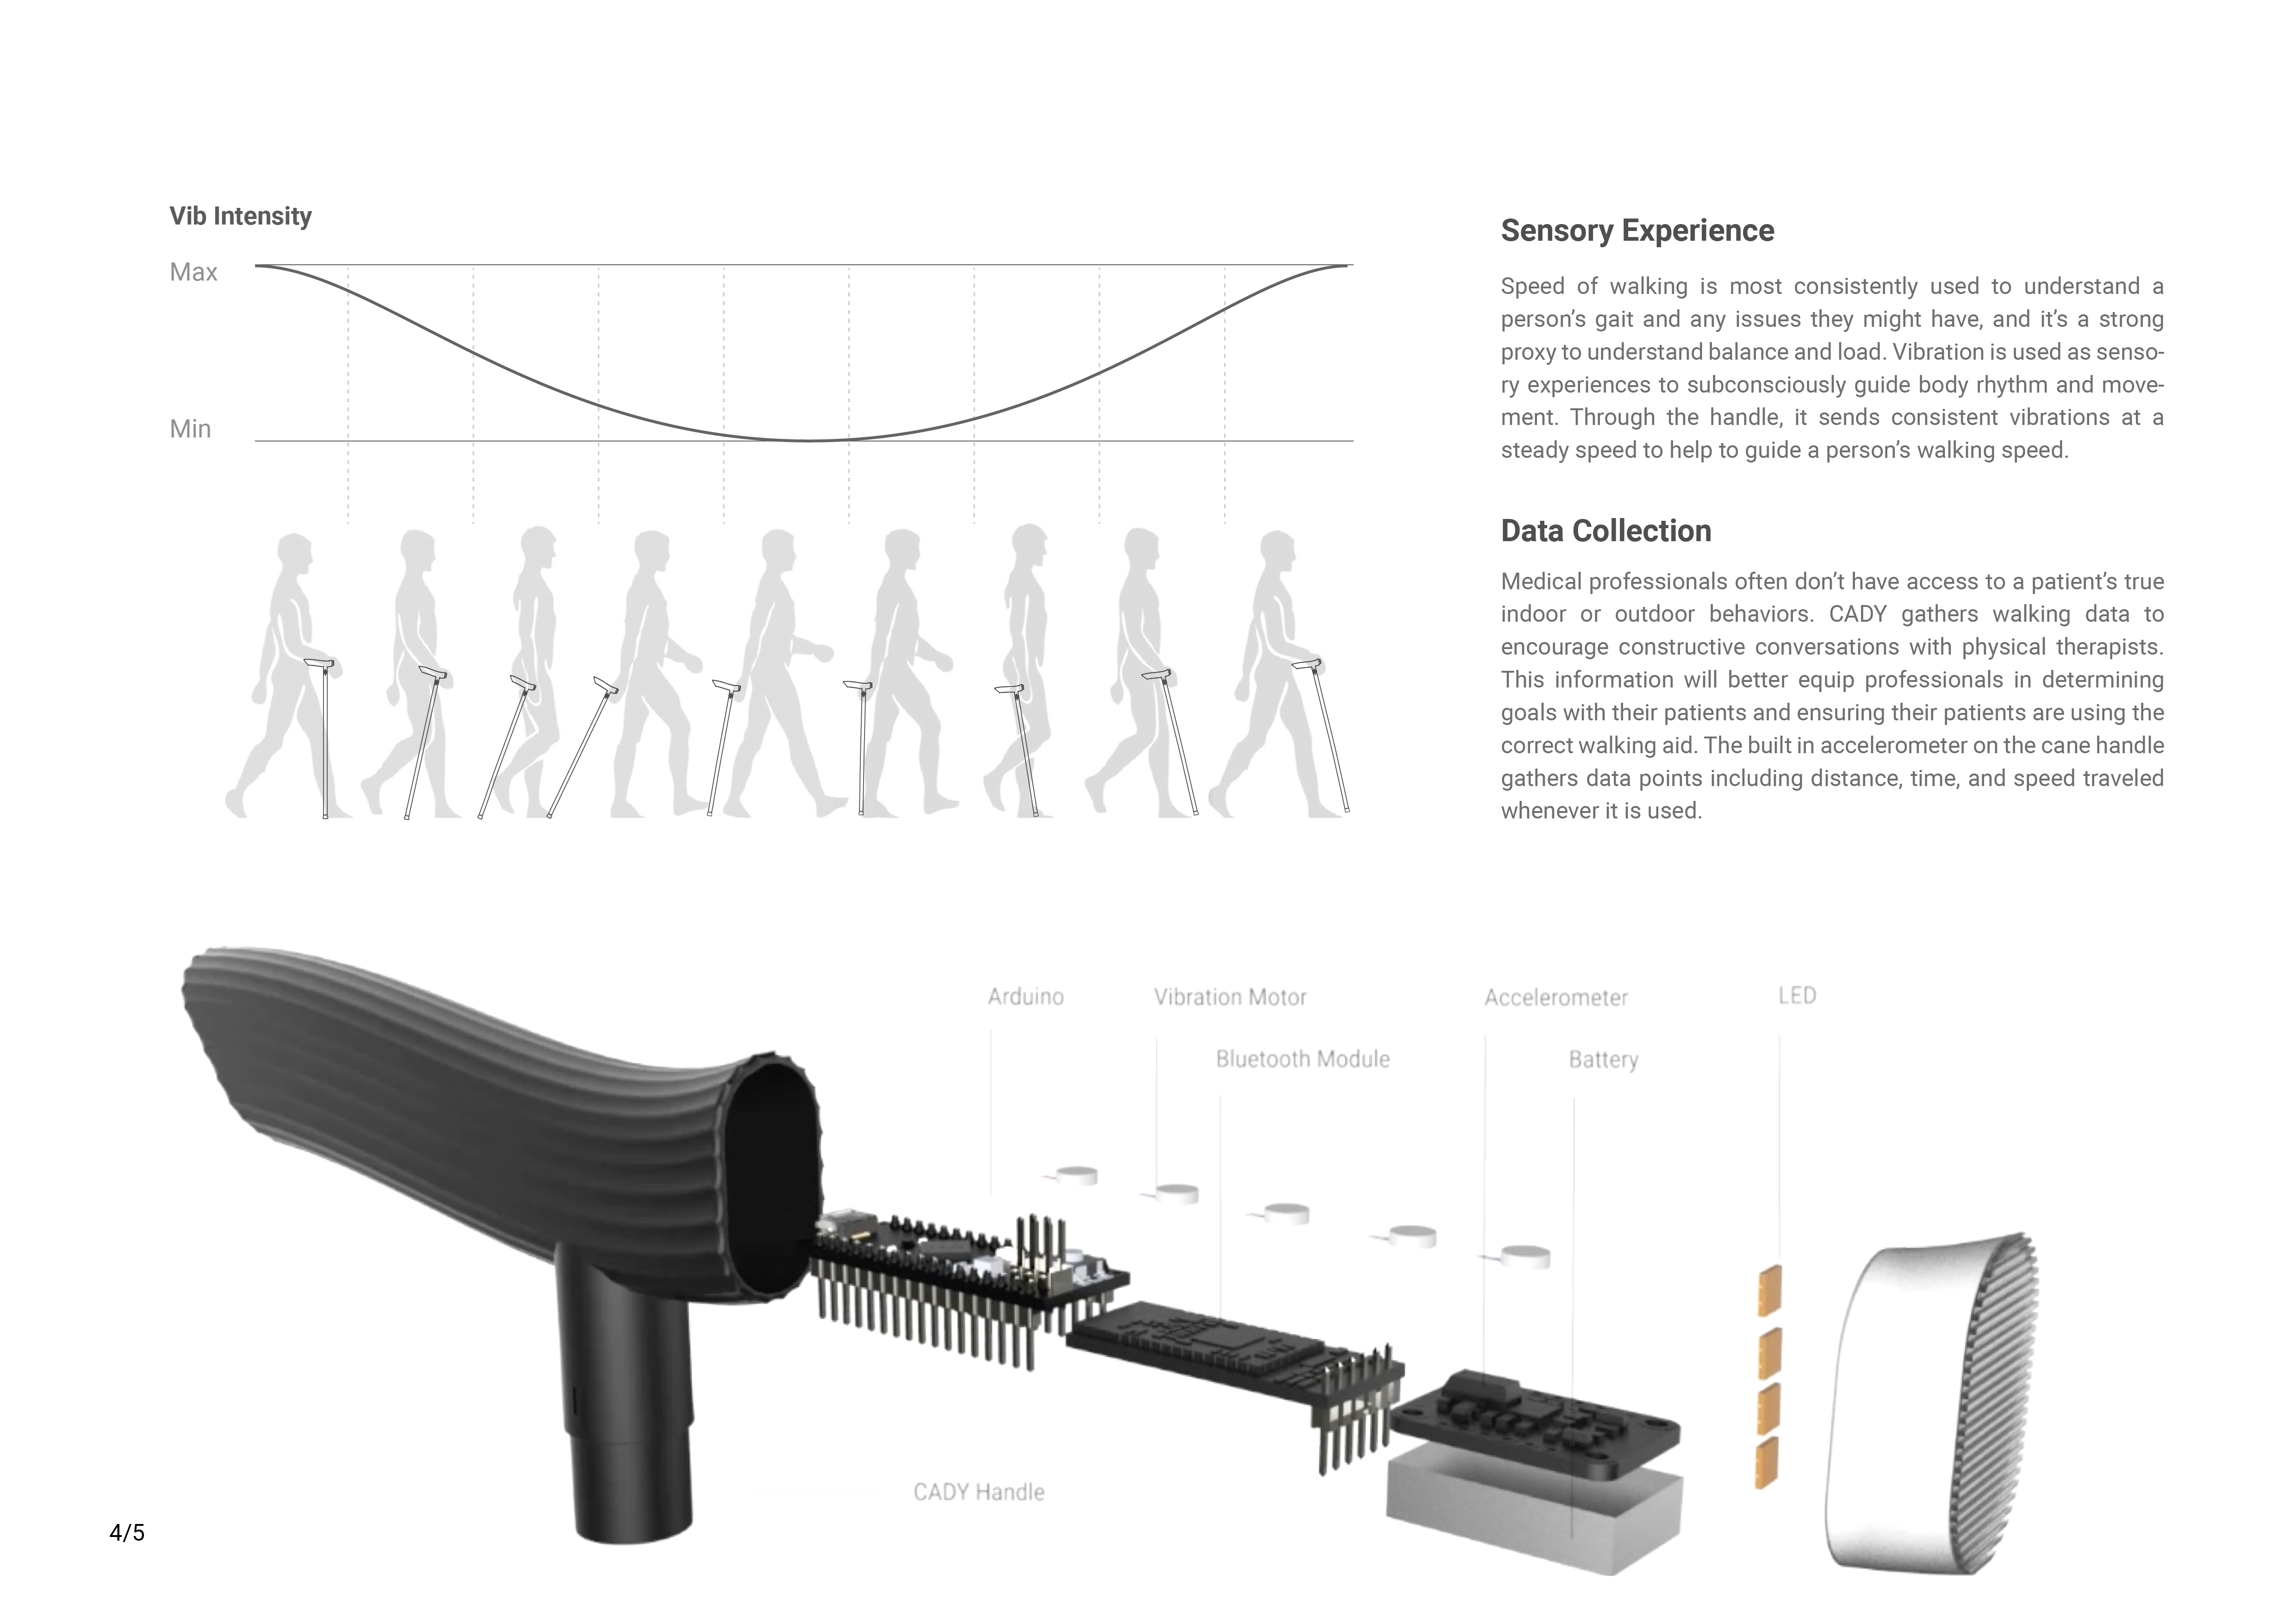 Vib Intensity
Max
Min
Sensory Experience
Speed of walking is most consistently used to understand a
person’s gait and any issues they might have, and it’s a strong
proxy to understand balance and load. Vibration is used as senso-
ry experiences to subconsciously guide body rhythm and move-
ment. Through the handle, it sends consistent vibrations at a
steady speed to help to guide a person’s walking speed.
Data Collection
Medical professionals often don’t have access to a patient’s true
indoor or outdoor behaviors. CADY gathers walking data to
encourage constructive conversations with physical therapists.
This information will better equip professionals in determining
goals with their patients and ensuring their patients are using the
correct walking aid. The built in accelerometer on the cane handle
gathers data points including distance, time, and speed traveled
whenever it is used.
Arduino
Vibration Motor
Accelerometer
LED
Bluetooth Module
Battery
CADY Handle
4/5